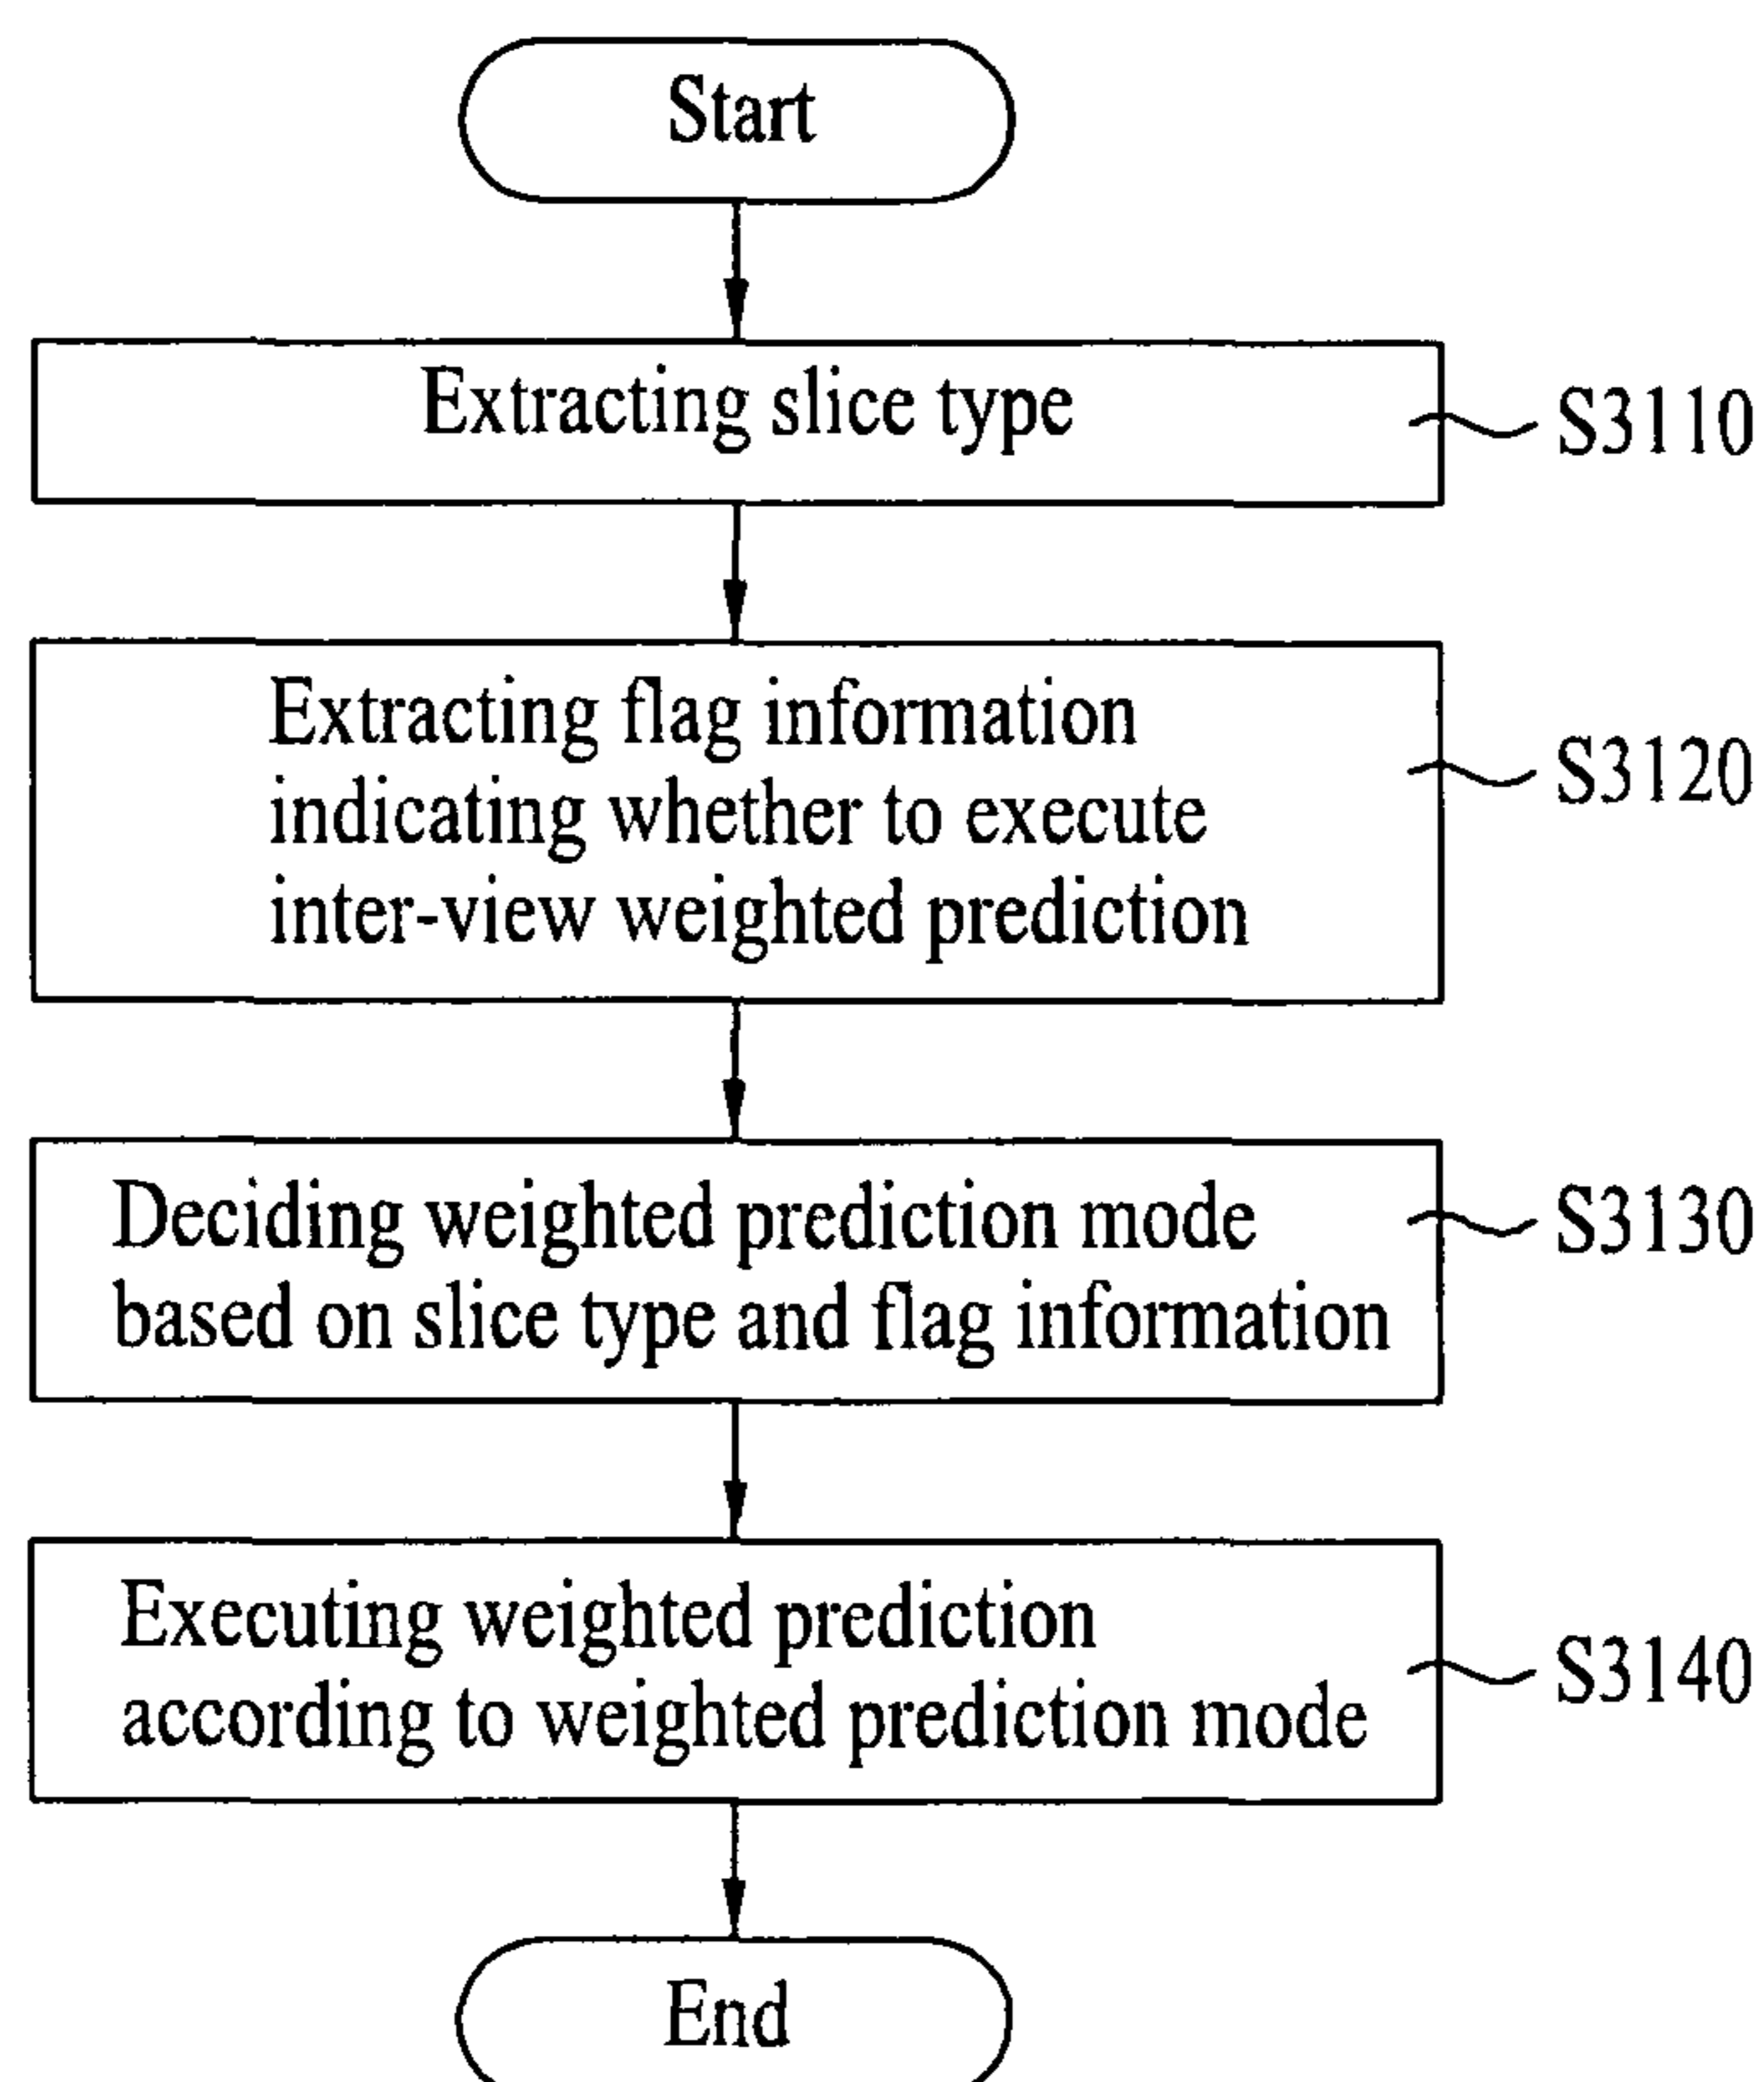 Start
Extracting slice type
S3110
Extracting flag information
indicating whether to execute
inter-view weighted prediction
S3120
Deciding weighted prediction mode
based on slice type and flag information
S3130
Executing weighted prediction
according to weighted prediction mode
S3140
End